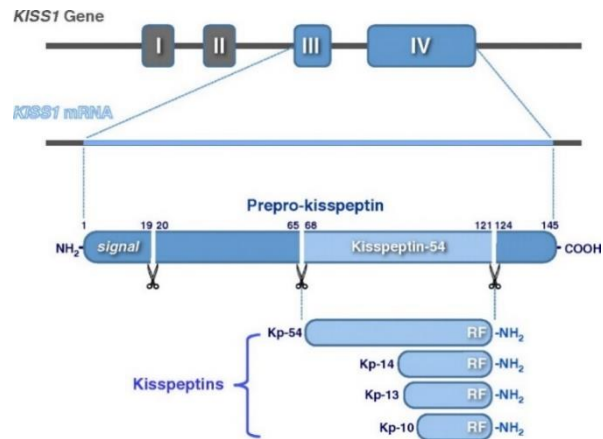 KISS1 Gene
I II III IV
KISS1 mRNA
Prepro-kisspeptin
1 19 20 65 68 121 124 145
NH2 signal Kisspeptin-54 COOH
Kp-54 RF -NH2
Kp-14 RF -NH2
Kisspeptins
Kp-13 RF -NH2
Kp-10 RF -NH2